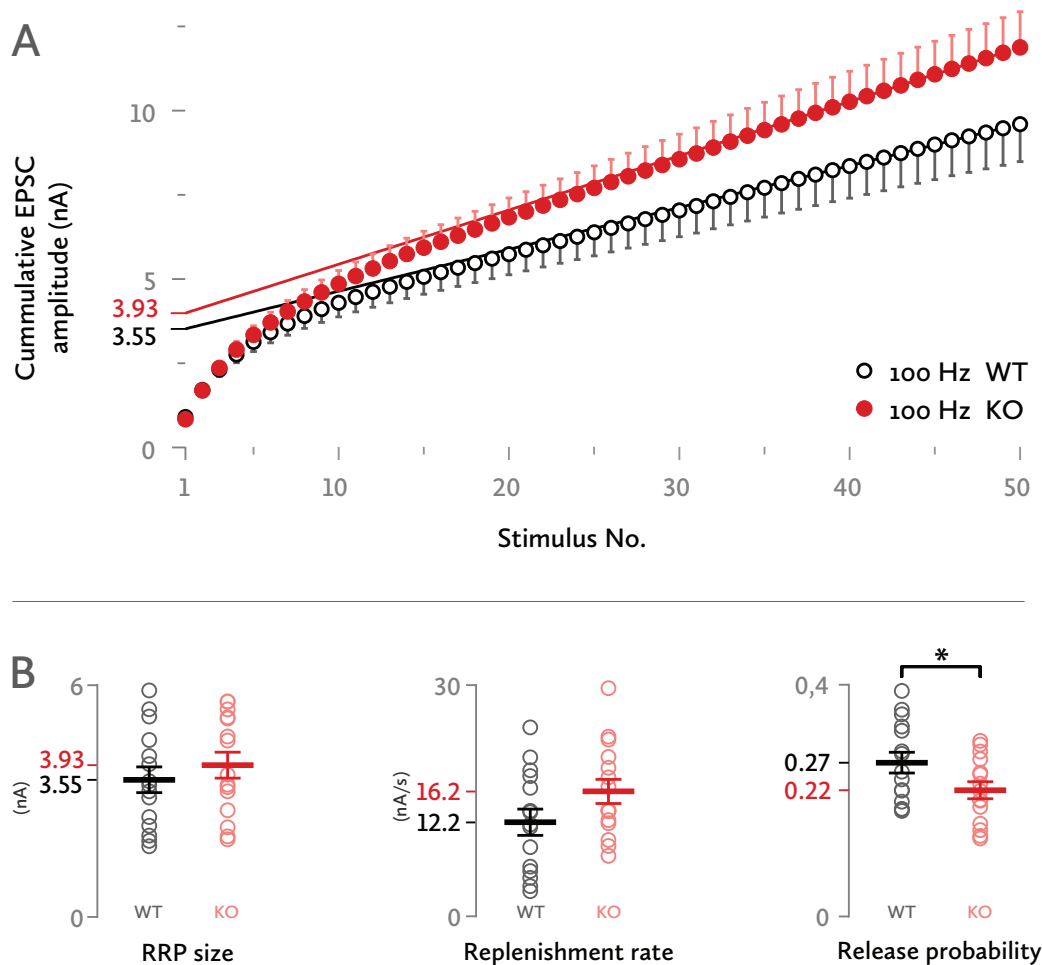 A
Cummulative EPSC
amplitude (nA)
10
5
3.93
3.55
0
100 Hz WT
100 Hz KO
1
10
20
30
40
50
Stimulus No.
B
6
3.93
3.55
(nA)
0
WT
KO
RRP size
30
16.2
12.2
(nA/s)
0
WT
KO
Replenishment rate
*
0,4
0.27
0.22
0
WT
KO
Release probability